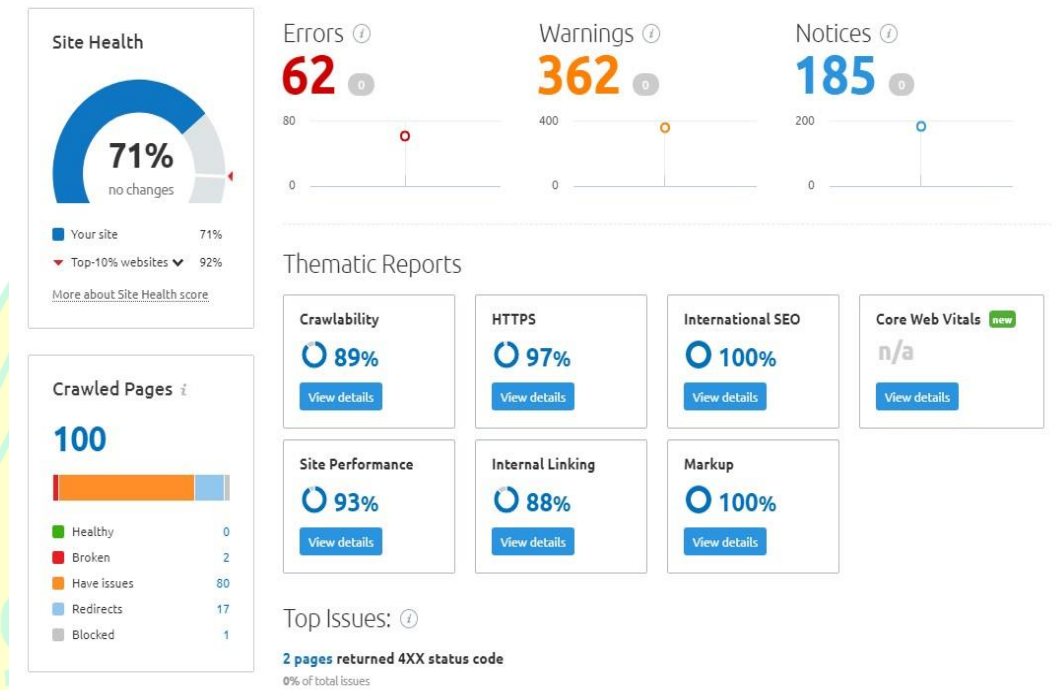 Site Health
71%
no changes
Your site 71%
Top-10% websites 92%
More about Site Health score
Crawled Pages i
100
Healthy 0
Broken 2
Have issues 80
Redirects 17
Blocked 1
Errors i
62 0
80
0
Warnings i
362 0
400
0
Notices i
185 0
200
0
Thematic Reports
Crawlability
89%
View details
HTTPS
97%
View details
International SEO
100%
View details
Core Web Vitals new
n/a
View details
Site Performance
93%
View details
Internal Linking
88%
View details
Markup
100%
View details
Top Issues: i
2 pages returned 4XX status code
0% of total issues